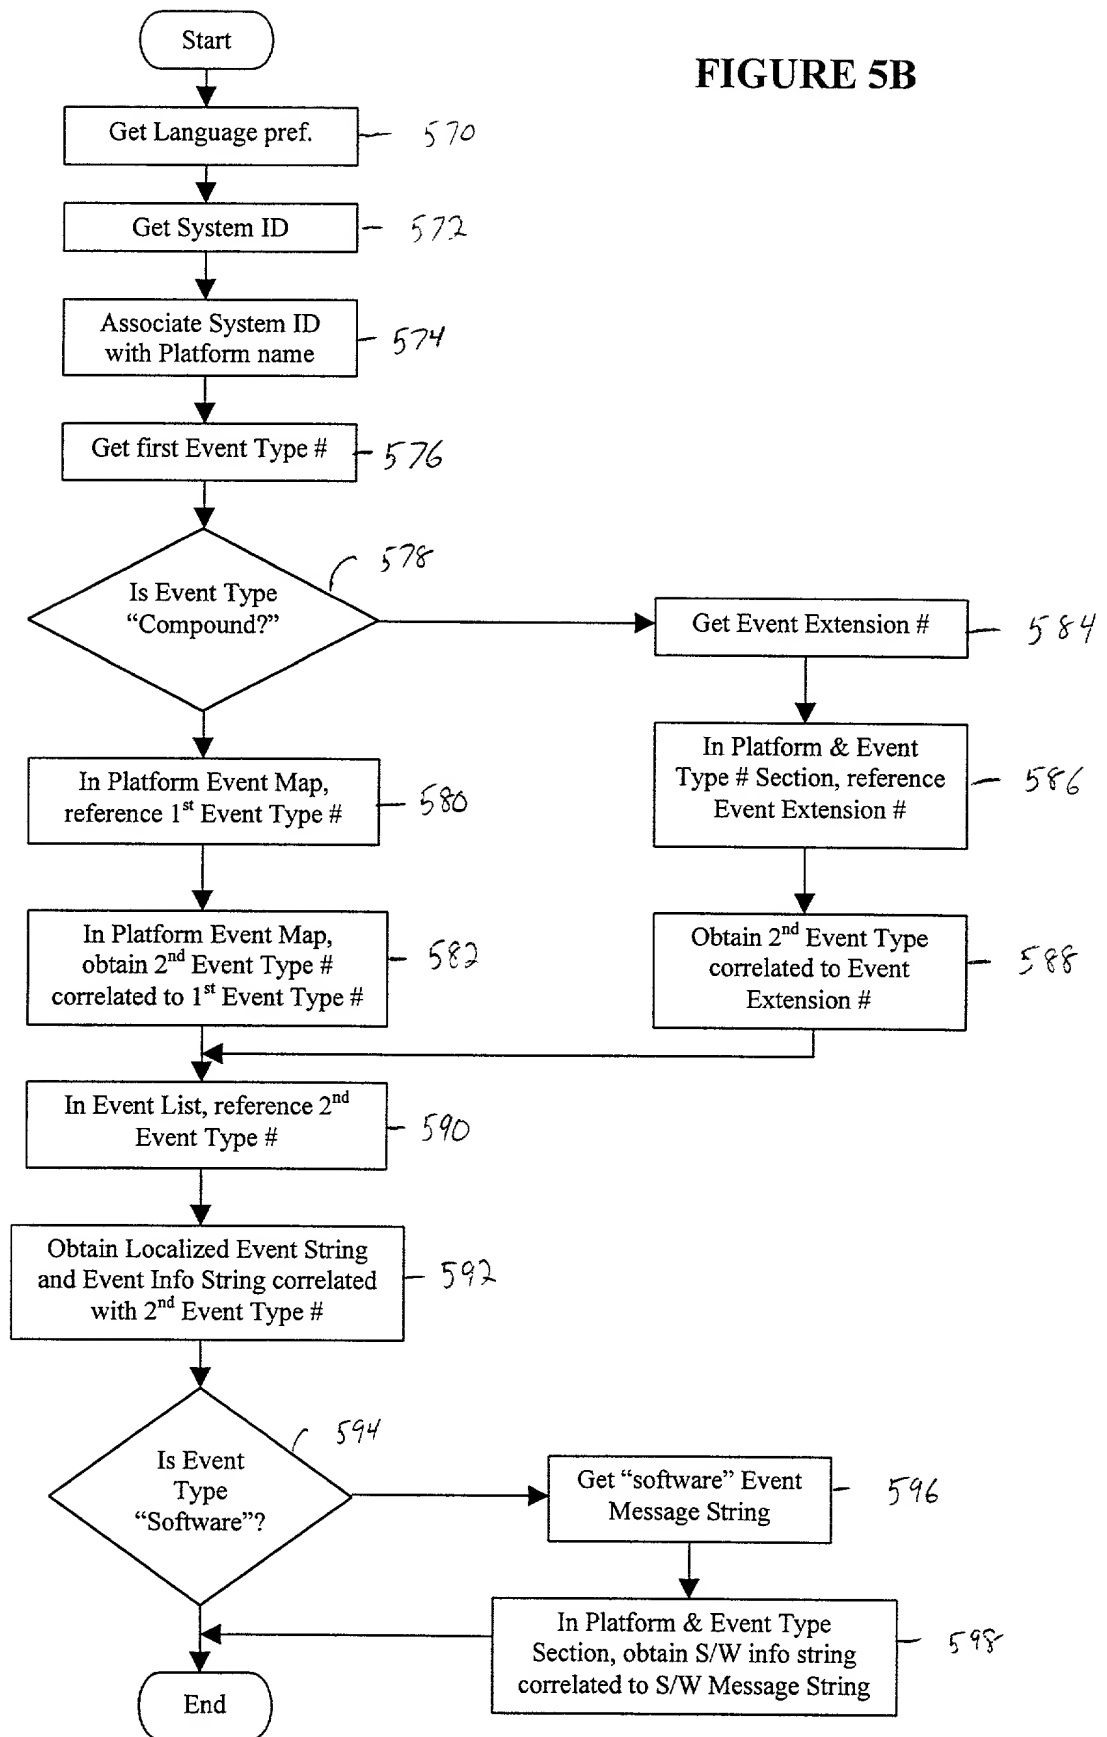 Start
FIGURE 5B
Get Language pref.
570
Get System ID
572
Associate System ID
with Platform name
574
Get first Event Type #
576
578
Is Event Type
“Compound?”
Get Event Extension #
584
In Platform Event Map,
reference 1st Event Type #
580
In Platform & Event
Type # Section, reference
Event Extension #
586
In Platform Event Map,
obtain 2nd Event Type #
correlated to 1st Event Type #
582
Obtain 2nd Event Type
correlated to Event
Extension #
588
In Event List, reference 2nd
Event Type #
590
Obtain Localized Event String
and Event Info String correlated
with 2nd Event Type #
592
594
Is Event
Type
“Software”?
Get “software” Event
Message String
596
In Platform & Event Type
Section, obtain S/W info string
correlated to S/W Message String
598
End